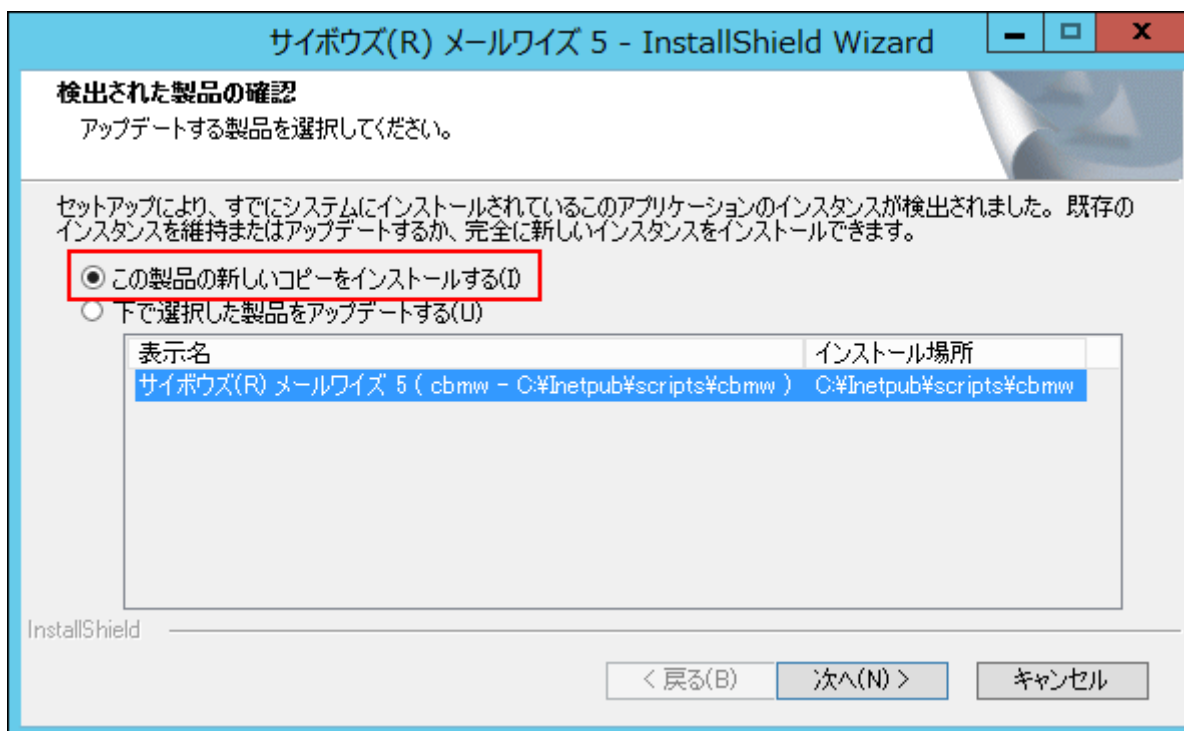 サイボウズ(R) メールワイズ 5 - InstallShield Wizard
検出された製品の確認
アップデートする製品を選択してください。
セットアップにより、すでにシステムにインストールされているこのアプリケーションのインスタンスが検出されました。既存の
インスタンスを維持またはアップデートするか、完全に新しいインスタンスをインストールできます。
この製品の新しいコピーをインストールする(I)
下で選択した製品をアップデートする(U)
表示名 インストール場所
サイボウズ(R) メールワイズ 5 ( cbmw - C:¥Inetpub¥scripts¥cbmw ) C:¥Inetpub¥scripts¥cbmw
InstallShield
< 戻る(B) 次へ(N) > キャンセル